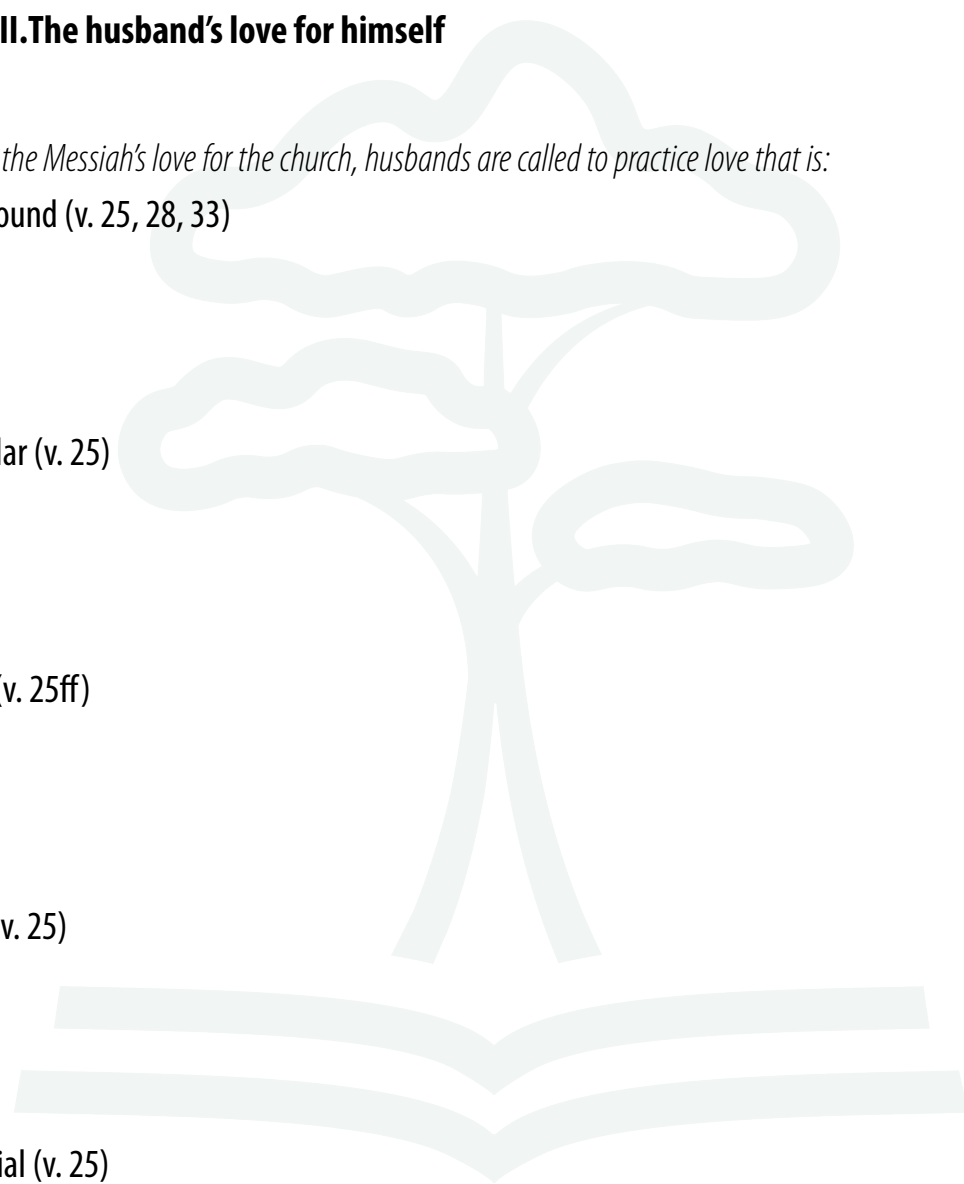 II.The husband’s love for himself
the Messiah’s love for the church, husbands are called to practice love that is:
ound (v. 25, 28, 33)
lar (v. 25)
(v. 25ff)
v. 25)
ial (v. 25)